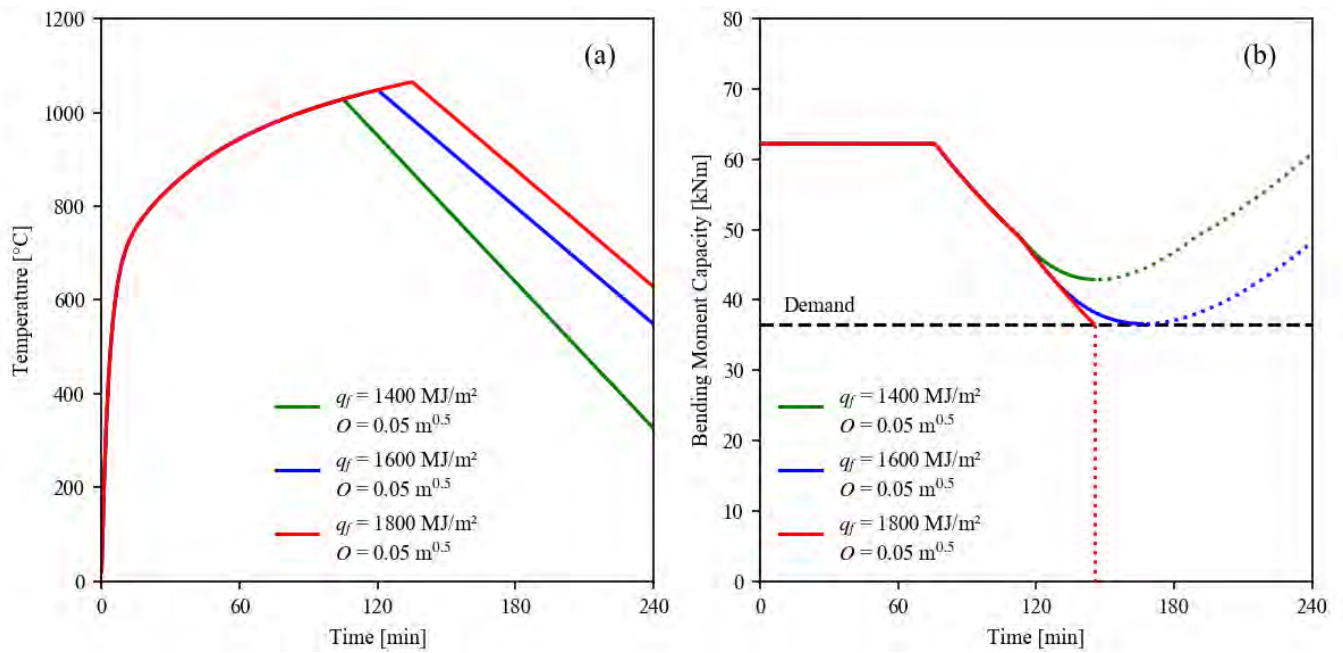 (a)
Temperature [°C]
1200
1000
800
600
400
200
0
0 60 120 180 240
Time [min]
q_f = 1400 MJ/m²
O = 0.05 m^0.5
q_f = 1600 MJ/m²
O = 0.05 m^0.5
q_f = 1800 MJ/m²
O = 0.05 m^0.5
(b)
Bending Moment Capacity [kNm]
80
70
60
50
40
30
20
10
0
Demand
0 60 120 180 240
Time [min]
q_f = 1400 MJ/m²
O = 0.05 m^0.5
q_f = 1600 MJ/m²
O = 0.05 m^0.5
q_f = 1800 MJ/m²
O = 0.05 m^0.5